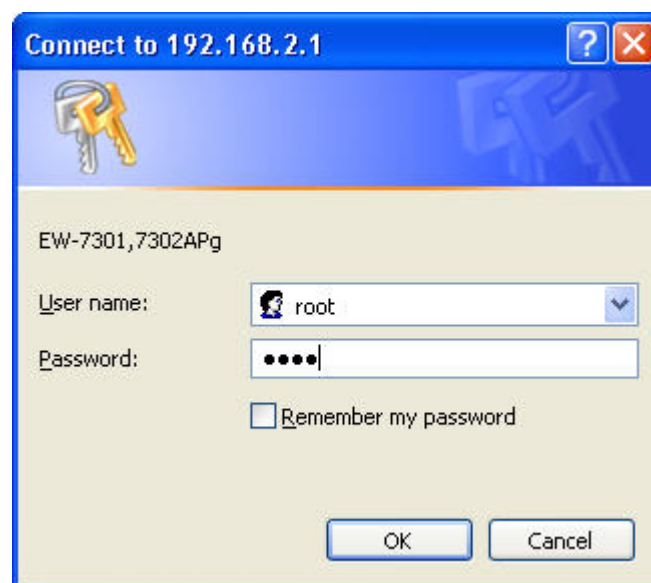 Connect to 192.168.2.1
EW-7301,7302APg
User name: root
Password: ••••
Remember my password
OK Cancel